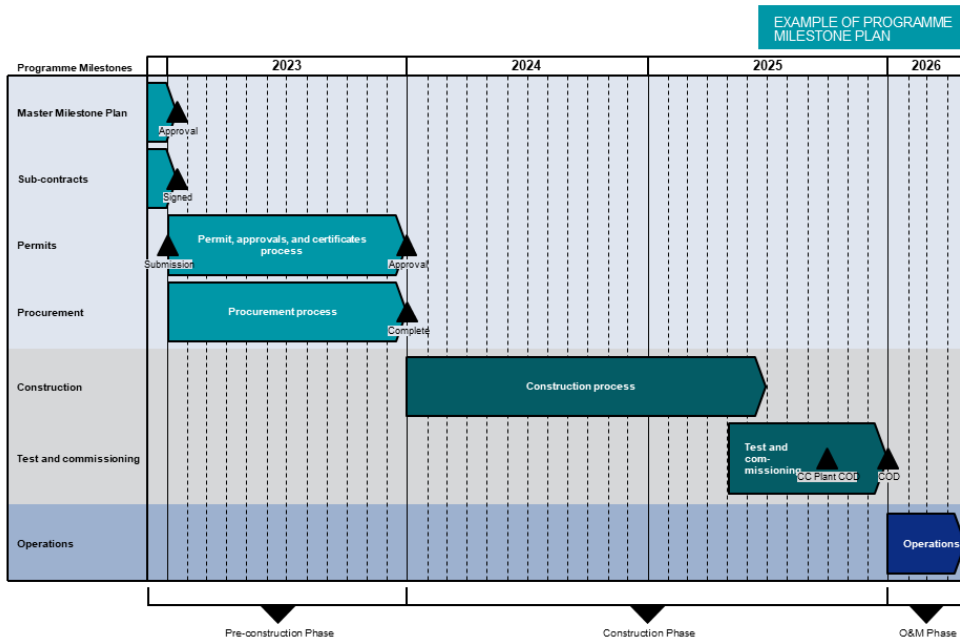 EXAMPLE OF PROGRAMME
MILESTONE PLAN
Programme Milestones
2023
2024
2025
2026
Master Milestone Plan
Approval
Sub-contracts
Signed
Permits
Permit, approvals, and certificates
process
Submission
Approval
Procurement
Procurement process
Complete
Construction
Construction process
Test and commissioning
Test and
com-
missioning
CC Plant COD
COD
Operations
Operations
Pre-construction Phase
Construction Phase
O&M Phase